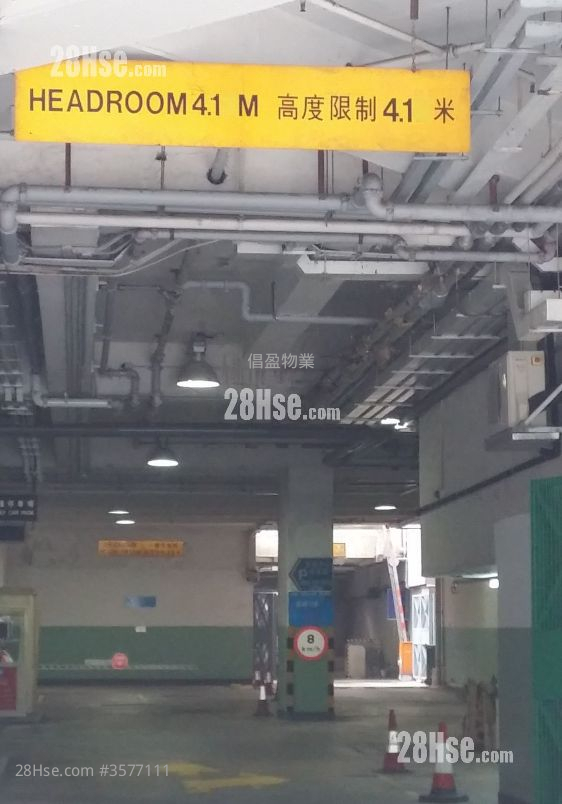 28Hse.com
HEADROOM 4.1 M 高度限制 4.1 米
倡盈物業
28Hse.com
P
8
km/h
28Hse.com
28Hse.com #3577111